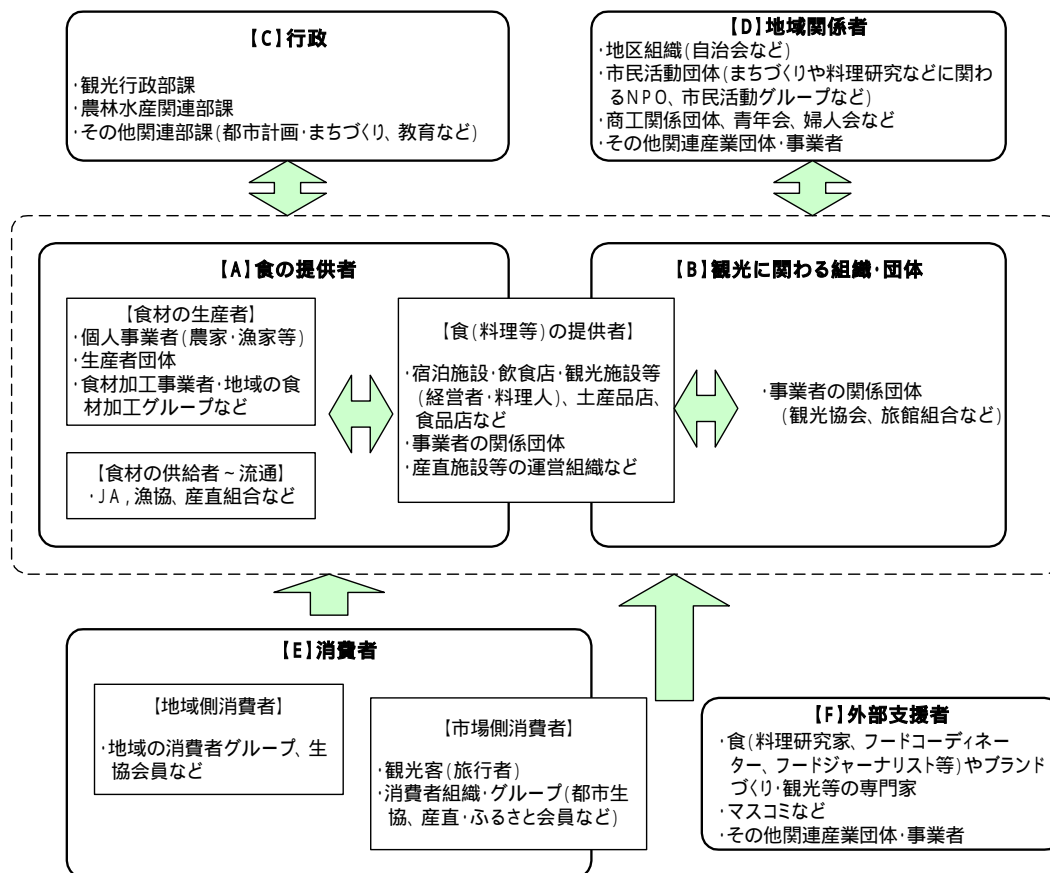 【C】行政
･観光行政部課
･農林水産関連部課
･その他関連部課(都市計画･まちづくり、教育など)
【D】地域関係者
･地区組織(自治会など)
･市民活動団体(まちづくりや料理研究などに関わ
るNPO、市民活動グループなど)
･商工関係団体、青年会、婦人会など
･その他関連産業団体･事業者
【A】食の提供者
【食材の生産者】
･個人事業者(農家･漁家等)
･生産者団体
･食材加工事業者･地域の食
材加工グループなど
【食材の供給者～流通】
･JA,漁協、産直組合など
【食(料理等)の提供者】
･宿泊施設･飲食店･観光施設等
(経営者･料理人)、土産品店、
食品店など
･事業者の関係団体
･産直施設等の運営組織など
【B】観光に関わる組織･団体
･事業者の関係団体
(観光協会、旅館組合など)
【E】消費者
【地域側消費者】
･地域の消費者グループ、生
協会員など
【市場側消費者】
･観光客(旅行者)
･消費者組織･グループ(都市生
協、産直･ふるさと会員など)
【F】外部支援者
･食(料理研究家、フードコーディネー
ター、フードジャーナリスト等)やブランド
づくり･観光等の専門家
･マスコミなど
･その他関連産業団体･事業者